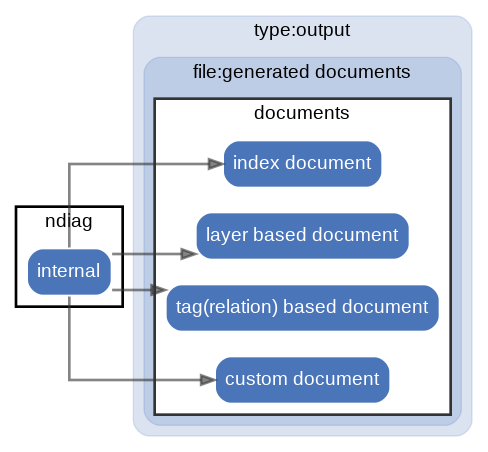 type:output
file:generated documents
documents
index document
ndiag
layer based document
internal
tag(relation) based document
custom document